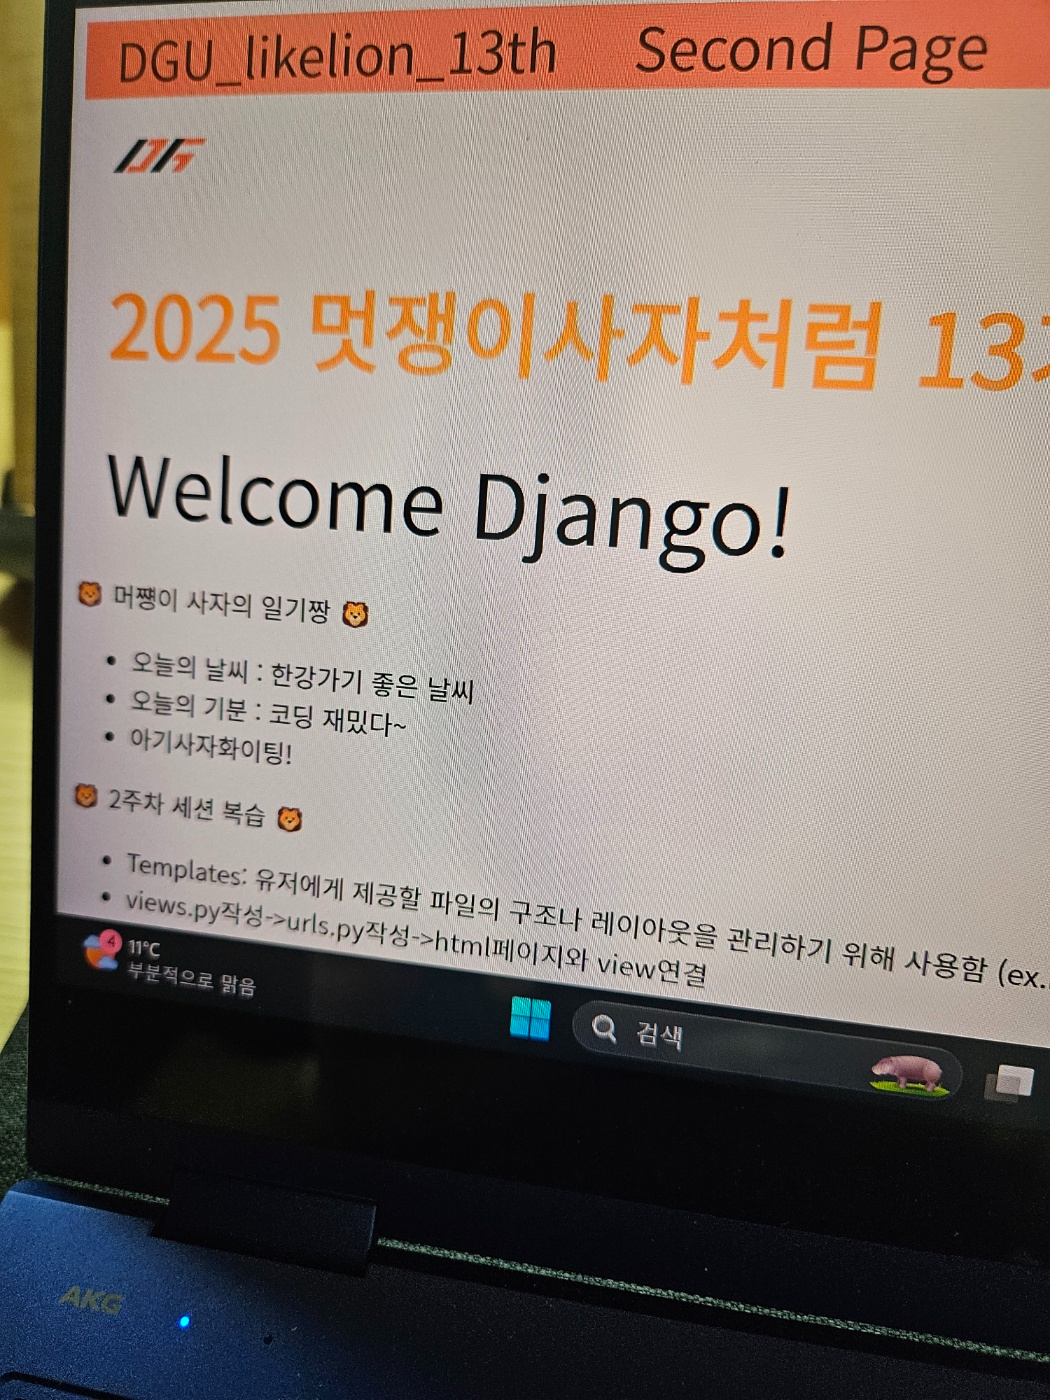 DGU_likelion_13th Second Page
DG
2025 멋쟁이사자처럼 13
Welcome Django!
머쨍이 사자의 일기짱
오늘의 날씨 : 한강가기 좋은 날씨
오늘의 기분 : 코딩 재밌다~
아기사자화이팅!
2주차 세션 복습
Templates: 유저에게 제공할 파일의 구조나 레이아웃을 관리하기 위해 사용함 (ex.
views.py작성->urls.py작성->html페이지와 view연결
4
11°C
부분적으로 맑음
검색
AKG